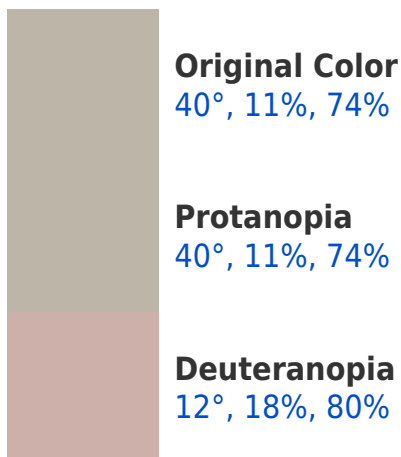 Original Color
40°, 11%, 74%
Protanopia
40°, 11%, 74%
Deuteranopia
12°, 18%, 80%